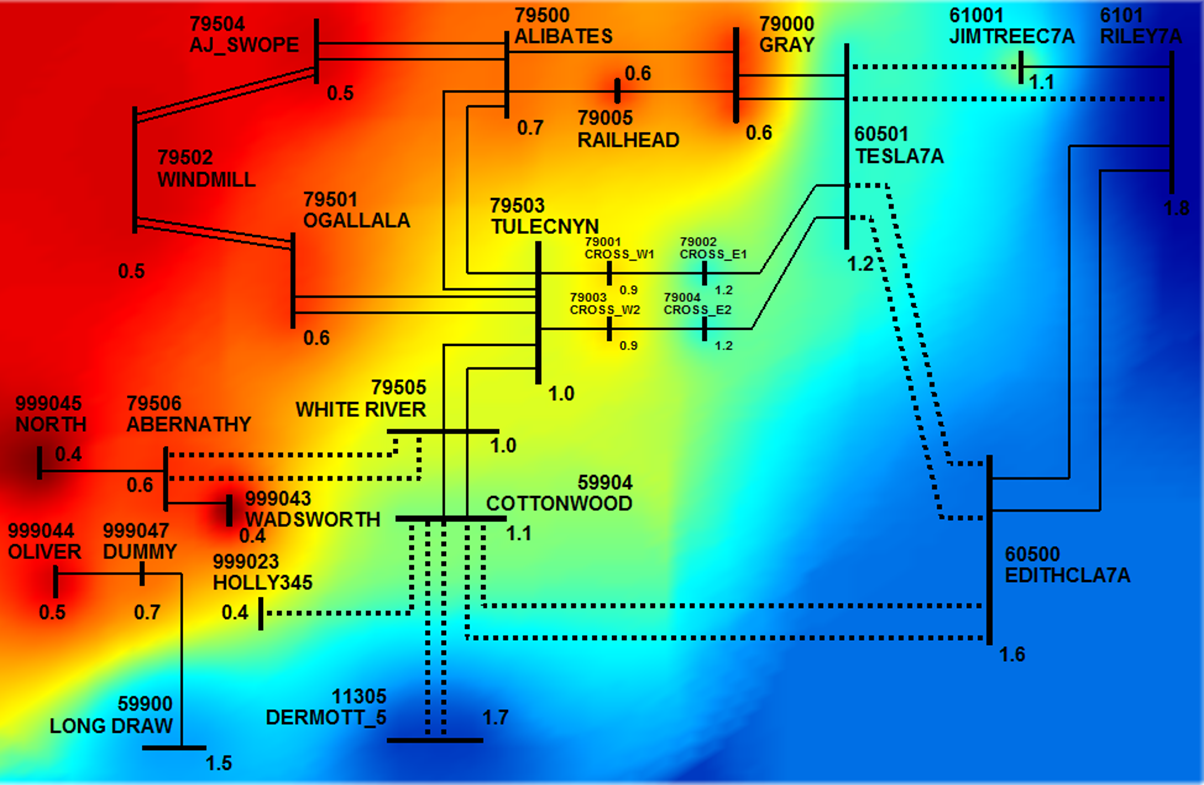 79504
AJ_SWOPE
0.5
79500
ALIBATES
0.7
0.6
79005
RAILHEAD
79000
GRAY
0.6
61001
JIMTREEC7A
1.1
6101
RILEY7A
1.8
60501
TESLA7A
1.2
79502
WINDMILL
0.5
79501
OGALLALA
0.6
79503
TULECNYN
1.0
79001
CROSS_W1
0.9
79002
CROSS_E1
1.2
79003
CROSS_W2
0.9
79004
CROSS_E2
1.2
79505
WHITE RIVER
1.0
999045
NORTH
0.4
79506
ABERNATHY
0.6
999043
WADSWORTH
0.4
59904
COTTONWOOD
1.1
999044
OLIVER
0.5
999047
DUMMY
0.7
999023
HOLLY345
0.4
60500
EDITHCLA7A
1.6
59900
LONG DRAW
1.5
11305
DERMOTT_5
1.7